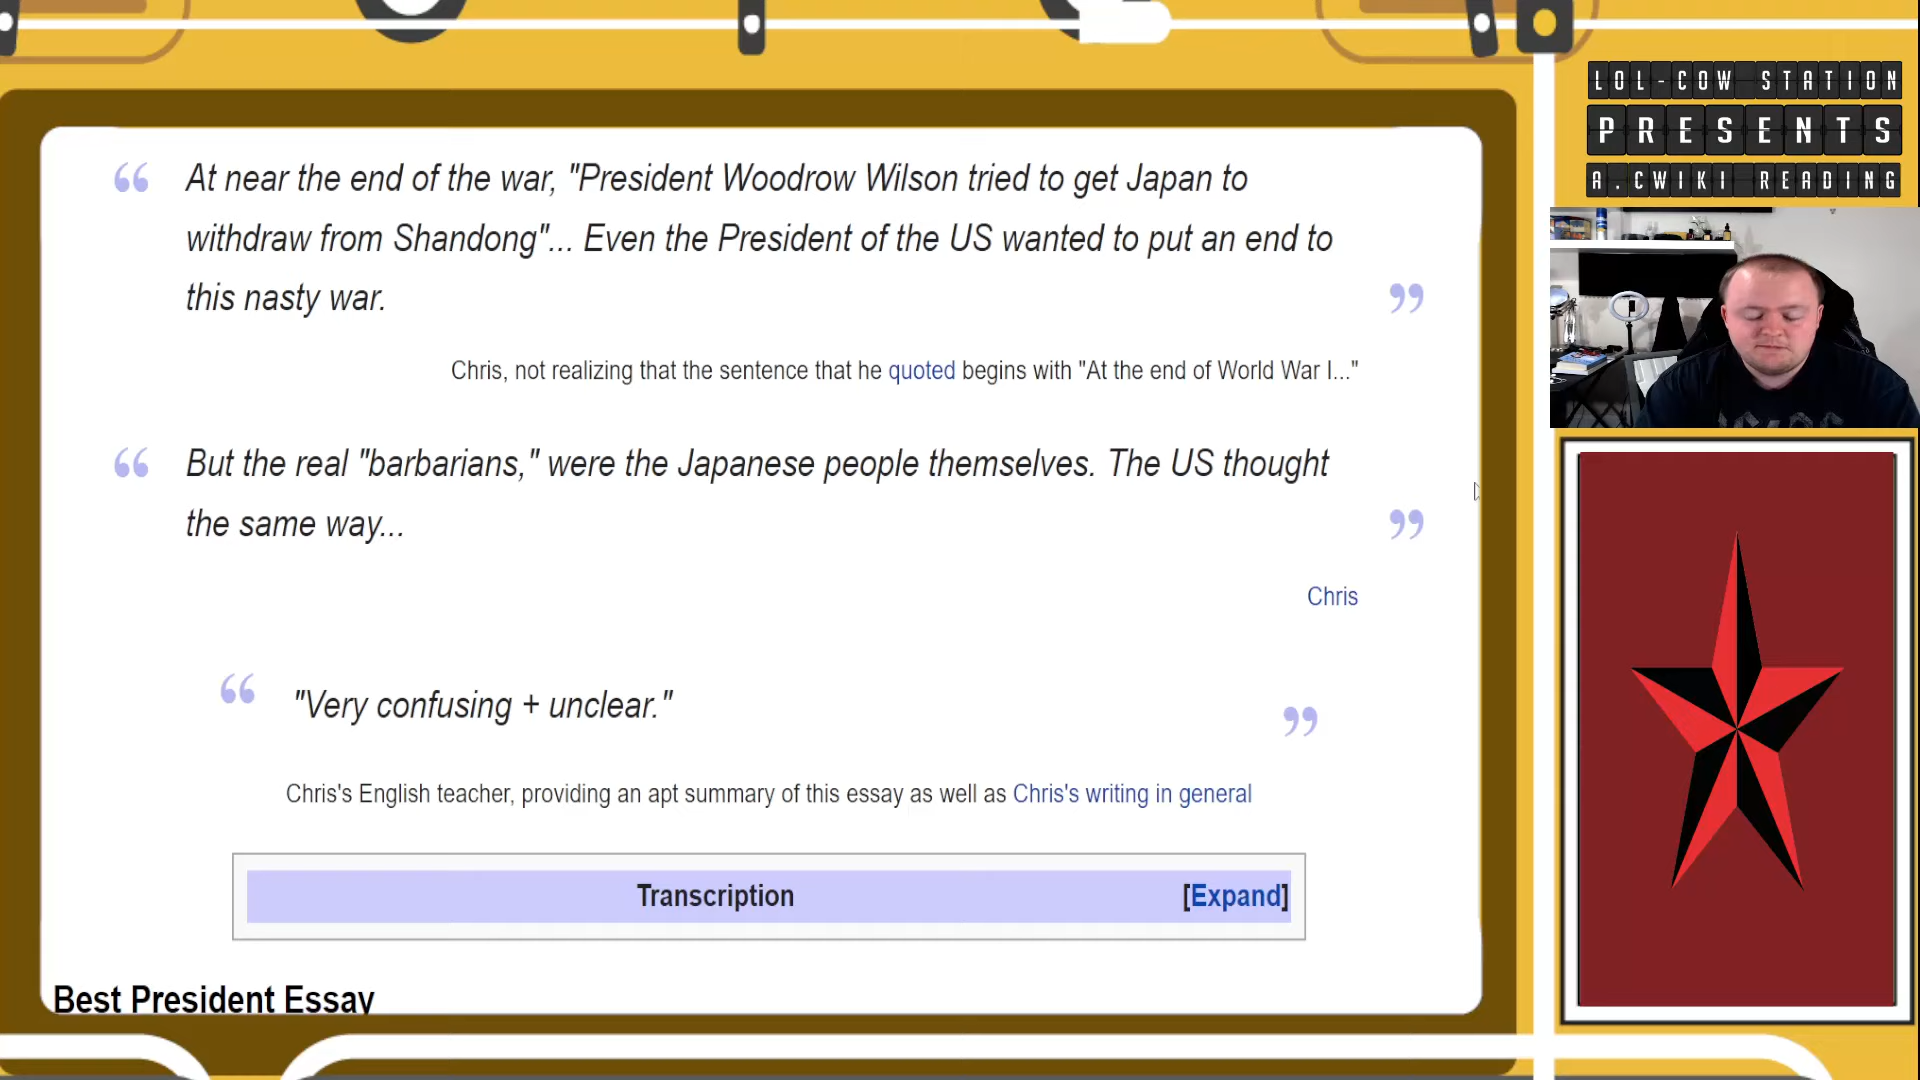 LOL-COW STATION
PRESENTS
A.CWIKI READING
“ At near the end of the war, "President Woodrow Wilson tried to get Japan to
withdraw from Shandong"... Even the President of the US wanted to put an end to
this nasty war. ”
Chris, not realizing that the sentence that he quoted begins with "At the end of World War I..."
“ But the real "barbarians," were the Japanese people themselves. The US thought
the same way... ”
Chris
“ "Very confusing + unclear." ”
Chris's English teacher, providing an apt summary of this essay as well as Chris's writing in general
Transcription [Expand]
Best President Essay